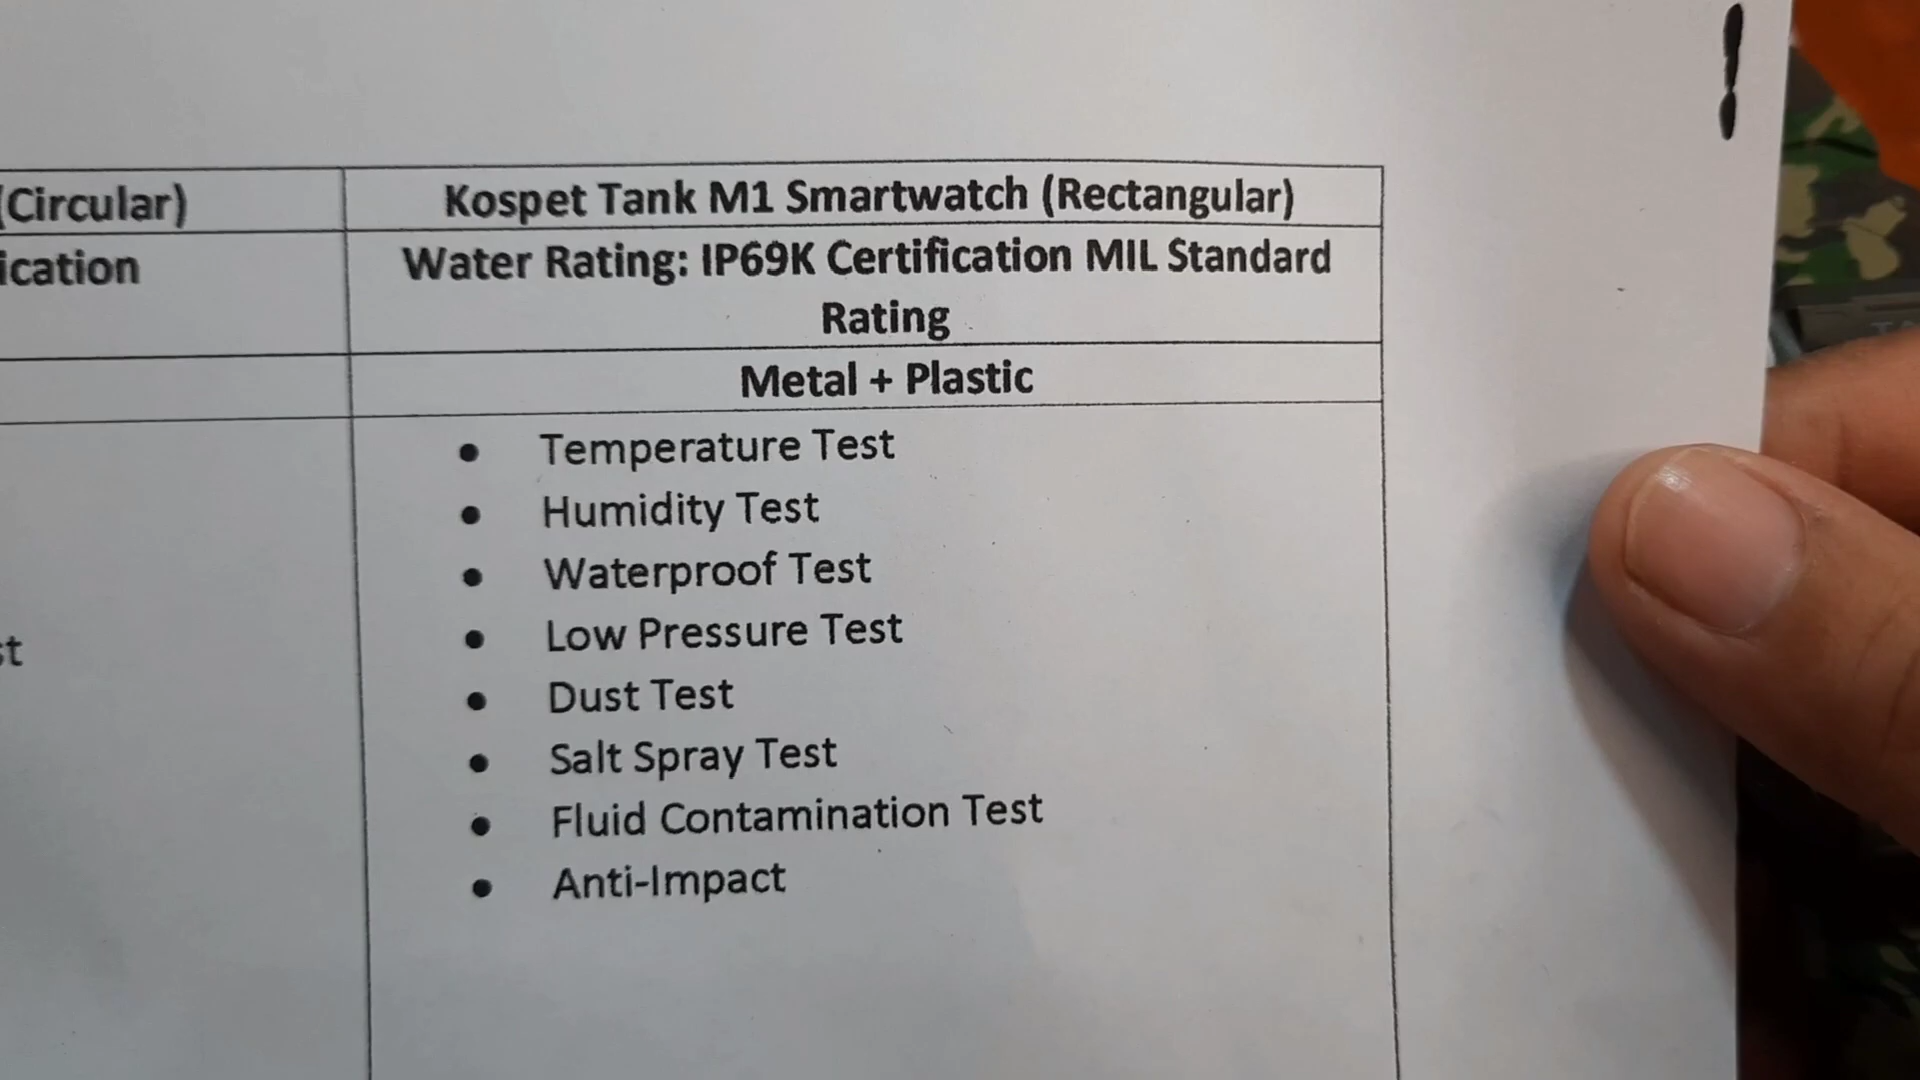 !
(Circular)
Kospet Tank M1 Smartwatch (Rectangular)
ication
Water Rating: IP69K Certification MIL Standard
Rating
Metal + Plastic
• Temperature Test
• Humidity Test
• Waterproof Test
• Low Pressure Test
st
• Dust Test
• Salt Spray Test
• Fluid Contamination Test
• Anti-Impact